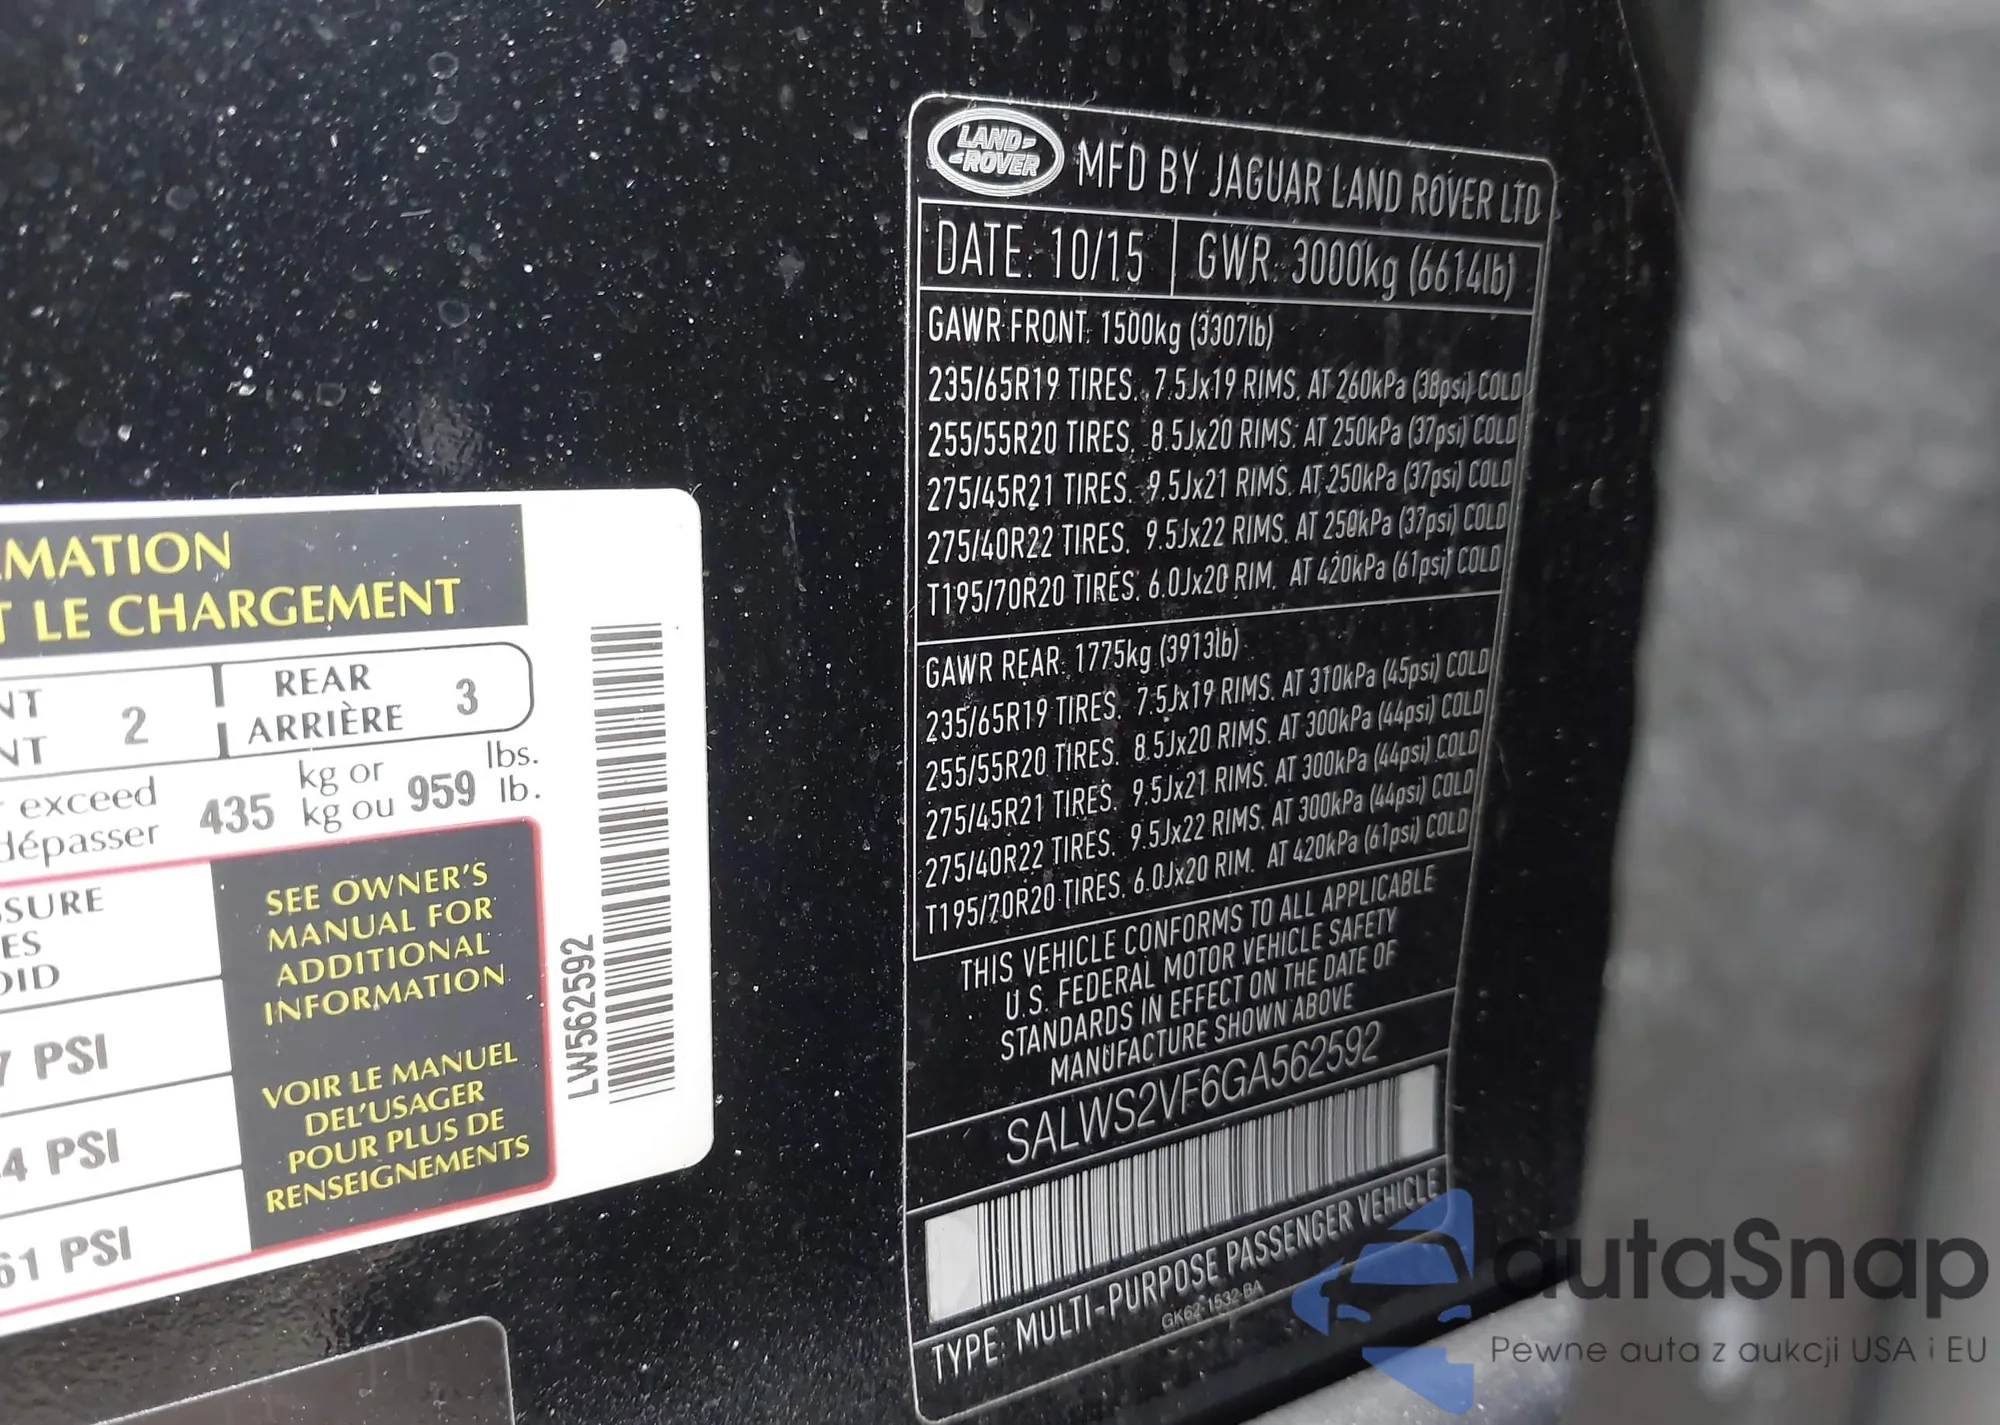 MATION
T LE CHARGEMENT
NT
NT
2
REAR
ARRIÈRE
3
exceed
dépasser
435
kg or
kg ou
959
lbs.
lb.
SSURE
ES
OID
7 PSI
4 PSI
61 PSI
SEE OWNER'S
MANUAL FOR
ADDITIONAL
INFORMATION
VOIR LE MANUEL
DEL'USAGER
POUR PLUS DE
RENSEIGNEMENTS
LW562592
LAND-
-ROVER
MFD BY JAGUAR LAND ROVER LTD
DATE: 10/15
GWR: 3000kg (6614lb)
GAWR FRONT: 1500kg (3307lb)
235/65R19 TIRES. 7.5Jx19 RIMS. AT 260kPa (38psi) COLD
255/55R20 TIRES. 8.5Jx20 RIMS. AT 250kPa (37psi) COLD
275/45R21 TIRES. 9.5Jx21 RIMS. AT 250kPa (37psi) COLD
275/40R22 TIRES. 9.5Jx22 RIMS. AT 250kPa (37psi) COLD
T195/70R20 TIRES. 6.0Jx20 RIM. AT 420kPa (61psi) COLD
GAWR REAR: 1775kg (3913lb)
235/65R19 TIRES. 7.5Jx19 RIMS. AT 310kPa (45psi) COLD
255/55R20 TIRES. 8.5Jx20 RIMS. AT 300kPa (44psi) COLD
275/45R21 TIRES. 9.5Jx21 RIMS. AT 300kPa (44psi) COLD
275/40R22 TIRES. 9.5Jx22 RIMS. AT 300kPa (44psi) COLD
T195/70R20 TIRES. 6.0Jx20 RIM. AT 420kPa (61psi) COLD
THIS VEHICLE CONFORMS TO ALL APPLICABLE
U.S. FEDERAL MOTOR VEHICLE SAFETY
STANDARDS IN EFFECT ON THE DATE OF
MANUFACTURE SHOWN ABOVE
SALWS2VF6GA562592
TYPE: MULTI-PURPOSE PASSENGER VEHICLE
GK62-1532-BA
autaSnap
Pewne auta z aukcji USA i EU